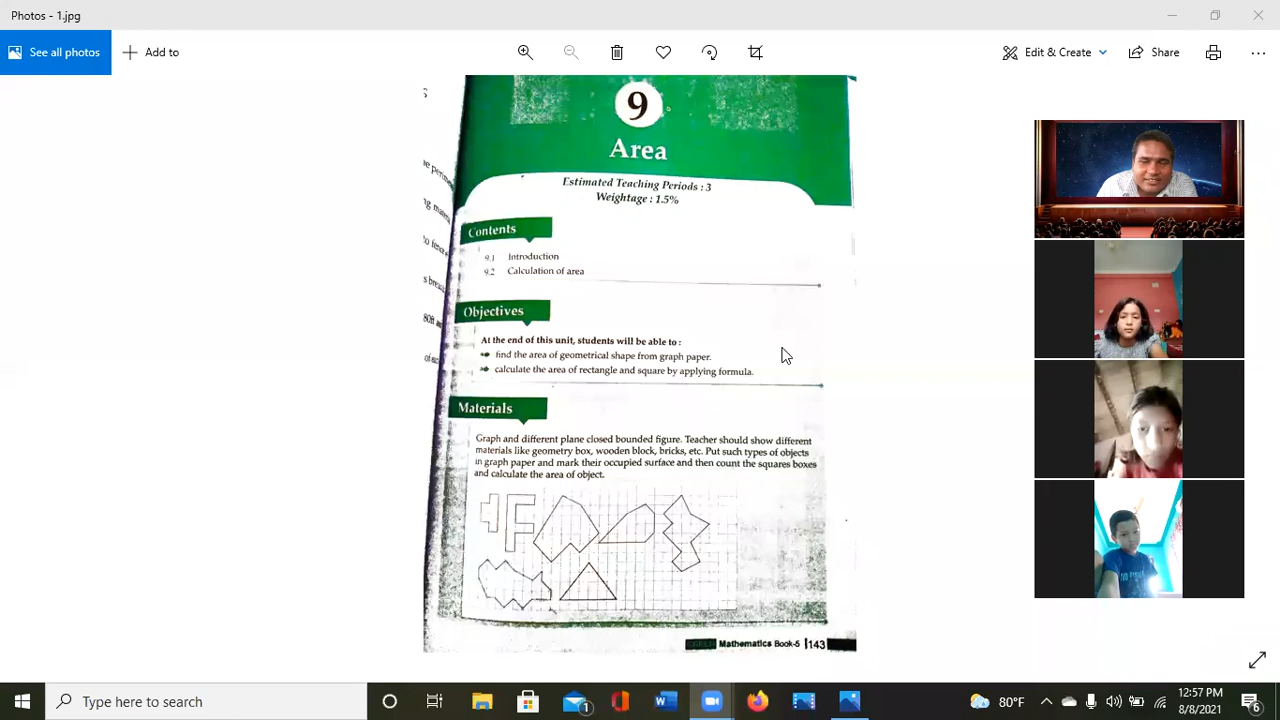 Photos - 1.jpg
See all photos
Add to
Edit & Create
Share
9
Area
Estimated Teaching Periods : 3
Weightage : 1.5%
Contents
9.1 Introduction
9.2 Calculation of area
Objectives
At the end of this unit, students will be able to :
find the area of geometrical shape from graph paper.
calculate the area of rectangle and square by applying formula.
Materials
Graph and different plane closed bounded figure. Teacher should show different
materials like geometry box, wooden block, bricks, etc. Put such types of objects
in graph paper and mark their occupied surface and then count the squares boxes
and calculate the area of object.
Mathematics Book-5 143
Type here to search
1
80°F
12:57 PM
8/8/2021
6